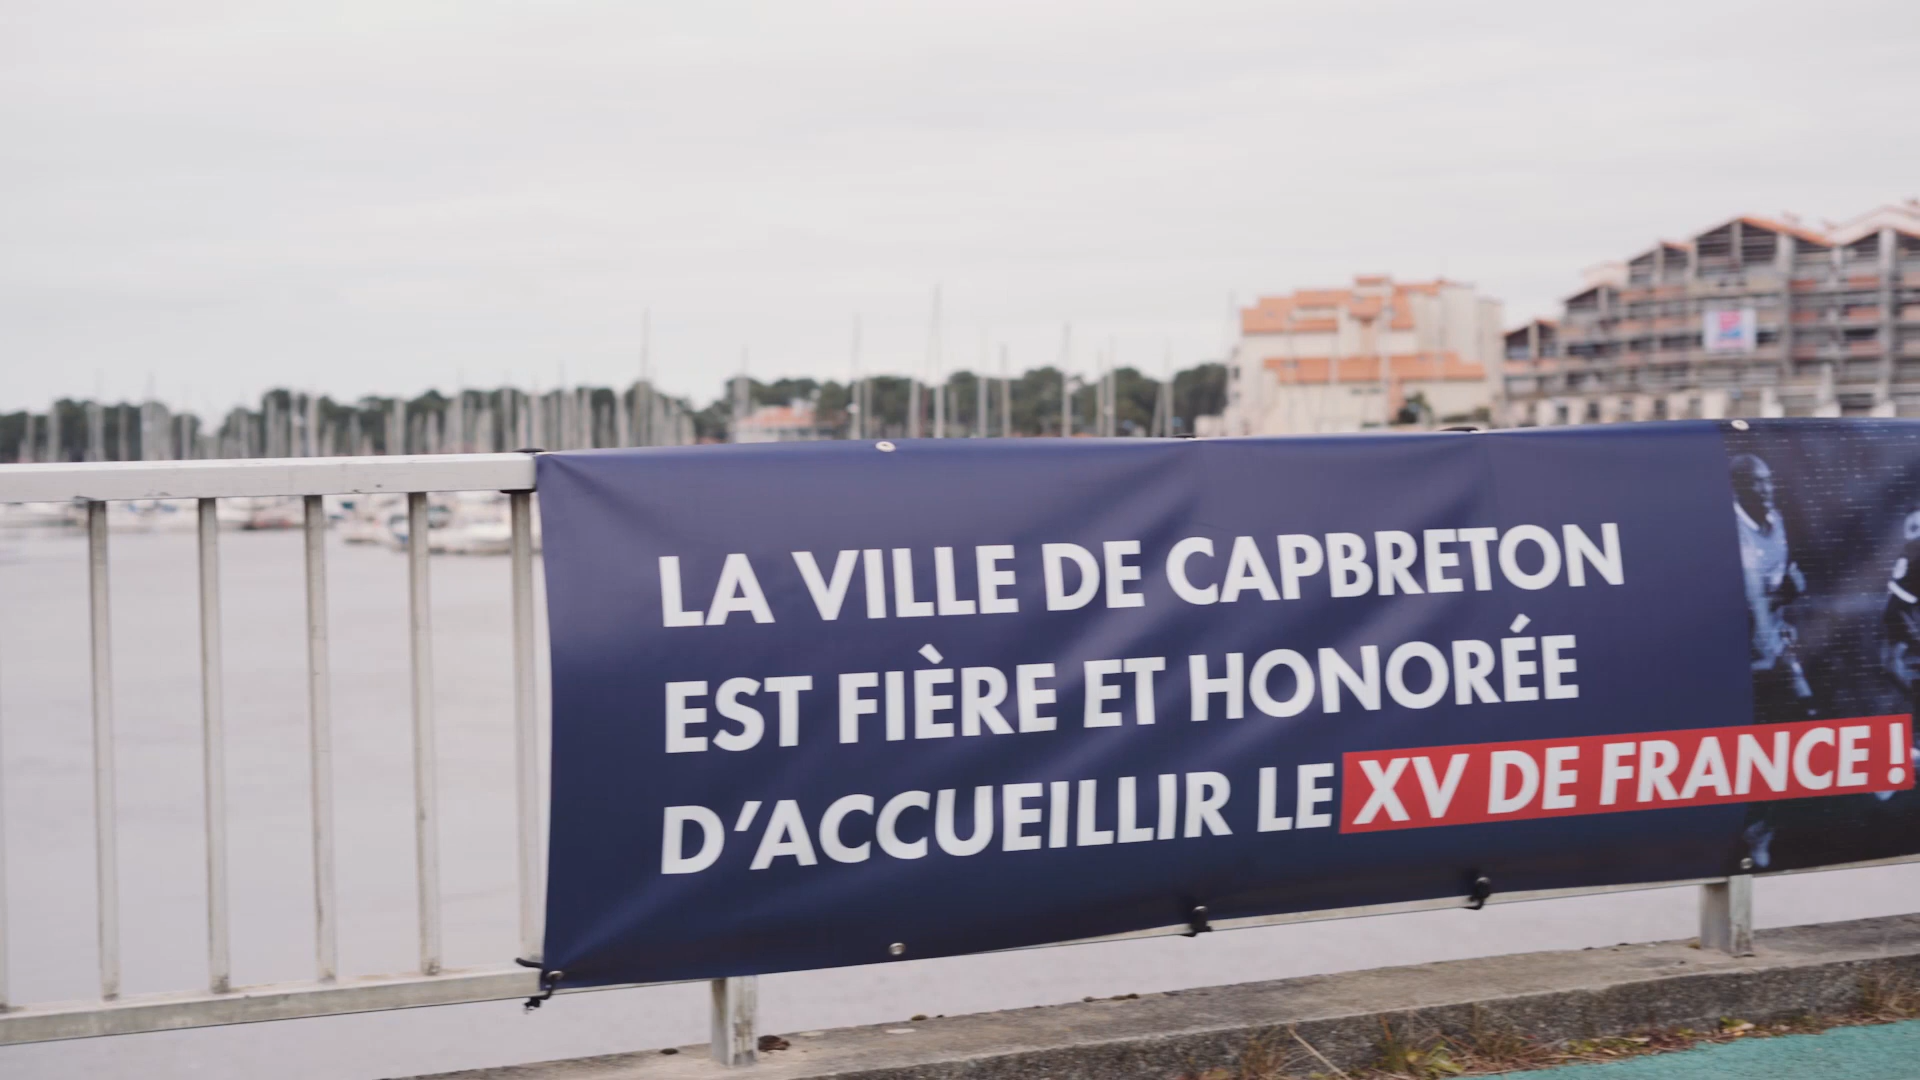 LA VILLE DE CAPBRETON
EST FIÈRE ET HONORÉE
D'ACCUEILLIR LE XV DE FRANCE !